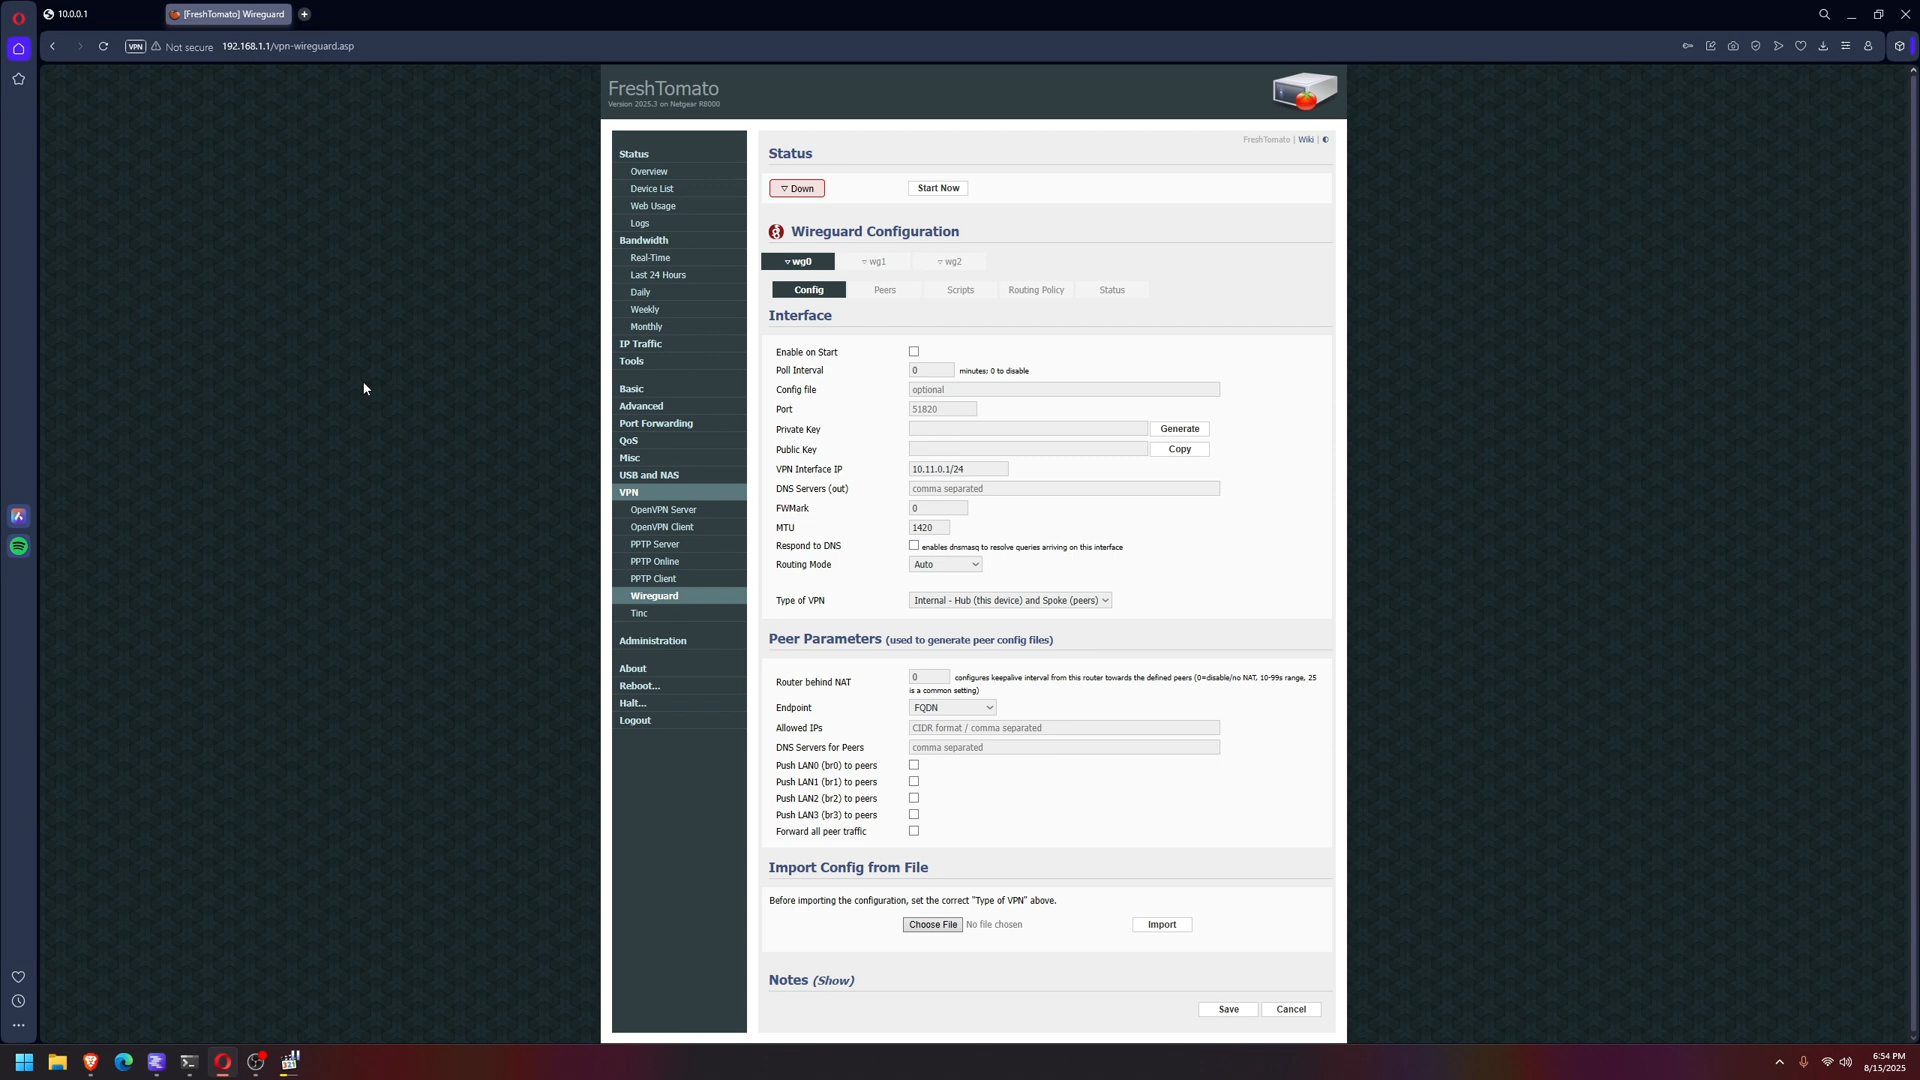 10.0.0.1
[FreshTomato] Wireguard
VPN
Not secure
192.168.1.1/vpn-wireguard.asp
FreshTomato
Version 2025.3 on Netgear R8000
Status
Overview
Device List
Web Usage
Logs
Bandwidth
Real-Time
Last 24 Hours
Daily
Weekly
Monthly
IP Traffic
Tools
Basic
Advanced
Port Forwarding
QoS
Misc
USB and NAS
VPN
OpenVPN Server
OpenVPN Client
PPTP Server
PPTP Online
PPTP Client
Wireguard
Tinc
Administration
About
Reboot...
Halt...
Logout
FreshTomato | Wiki |
Status
Down
Start Now
Wireguard Configuration
wg0 wg1 wg2
Config Peers Scripts Routing Policy Status
Interface
Enable on Start
Poll Interval 0 minutes; 0 to disable
Config file optional
Port 51820
Private Key Generate
Public Key Copy
VPN Interface IP 10.11.0.1/24
DNS Servers (out) comma separated
FWMark 0
MTU 1420
Respond to DNS enables dnsmasq to resolve queries arriving on this interface
Routing Mode Auto
Type of VPN Internal - Hub (this device) and Spoke (peers)
Peer Parameters (used to generate peer config files)
Router behind NAT 0 configures keepalive interval from this router towards the defined peers (0=disable/no NAT, 10-99s range, 25
is a common setting)
Endpoint FQDN
Allowed IPs CIDR format / comma separated
DNS Servers for Peers comma separated
Push LAN0 (br0) to peers
Push LAN1 (br1) to peers
Push LAN2 (br2) to peers
Push LAN3 (br3) to peers
Forward all peer traffic
Import Config from File
Before importing the configuration, set the correct "Type of VPN" above.
Choose File No file chosen Import
Notes (Show)
Save Cancel
321
6:54 PM
8/15/2025